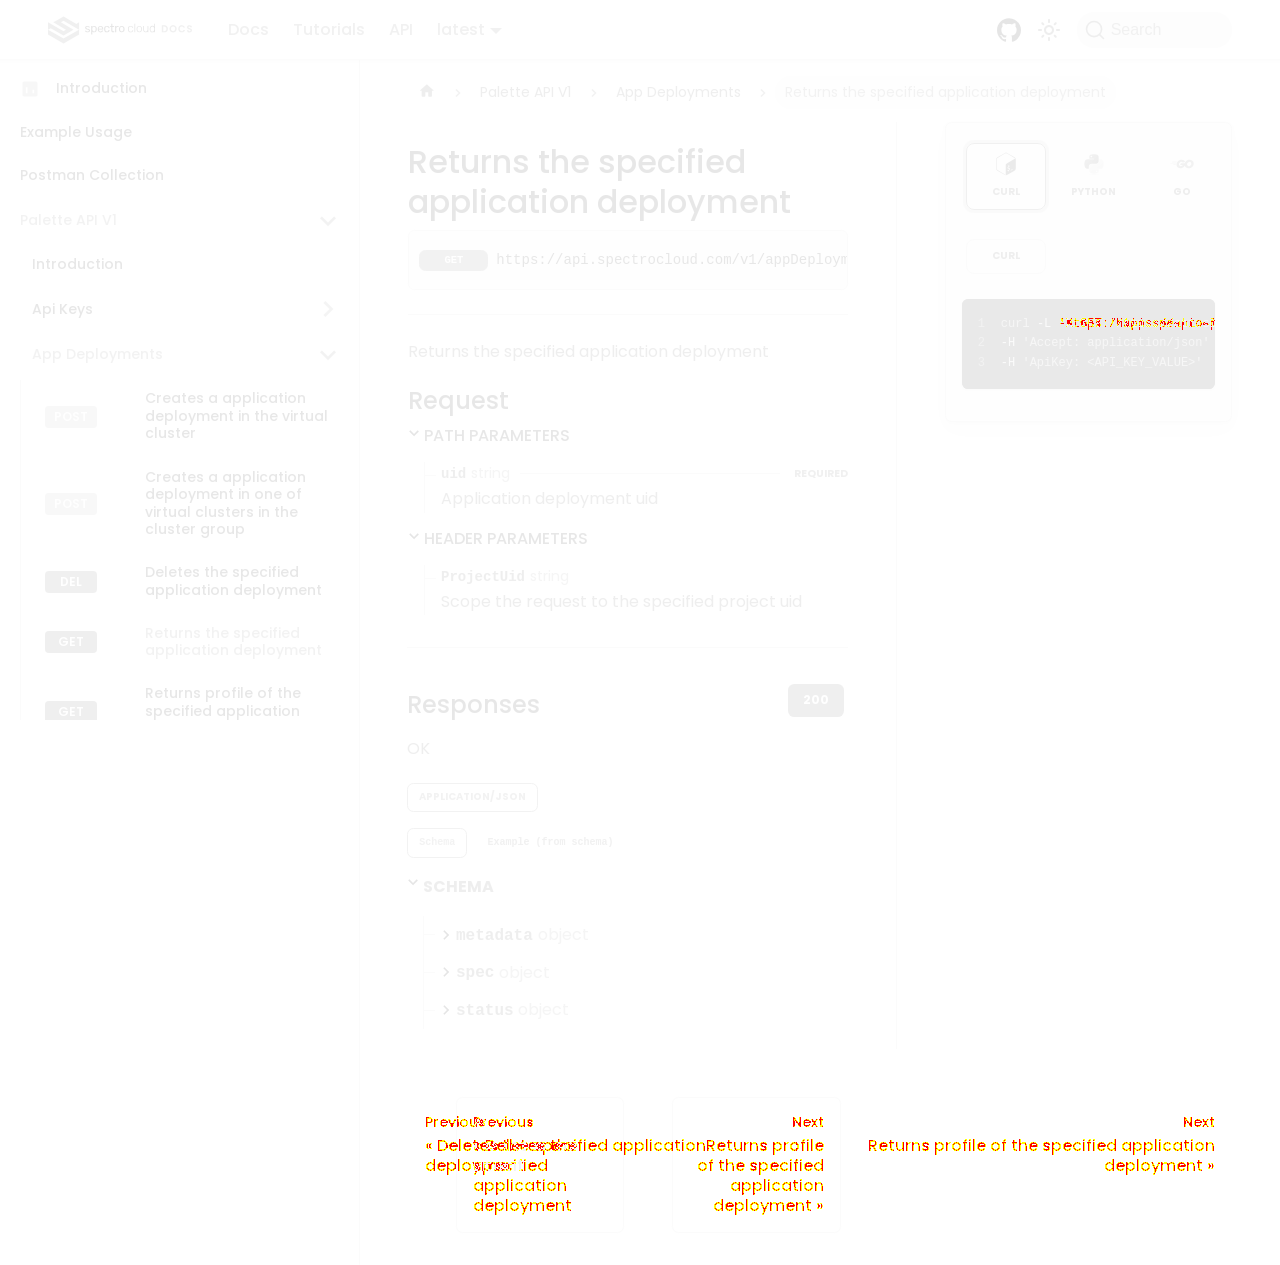 spectro cloud DOCS Docs Tutorials API latest Search
Introduction
Example Usage
Postman Collection
Palette API V1
Introduction
Api Keys
App Deployments
POST Creates a application
deployment in the virtual
cluster
POST Creates a application
deployment in one of
virtual clusters in the
cluster group
DEL Deletes the specified
application deployment
GET Returns the specified
application deployment
GET Returns profile of the
specified application
Palette API V1 App Deployments Returns the specified application deployment
Returns the specified
application deployment
GET https://api.spectrocloud.com/v1/appDeploym
Returns the specified application deployment
Request
PATH PARAMETERS
uid string REQUIRED
Application deployment uid
HEADER PARAMETERS
ProjectUid string
Scope the request to the specified project uid
Responses 200
OK
APPLICATION/JSON
Schema Example (from schema)
SCHEMA
metadata object
spec object
status object
CURL PYTHON GO
CURL
1 curl -L
2 -H 'Accept: application/json'
3 -H 'ApiKey: <API_KEY_VALUE>'
Previous Previous
application
deployment
Next
Returns profile
of the specified
application
deployment »
Next
Returns profile of the specified application
deployment »